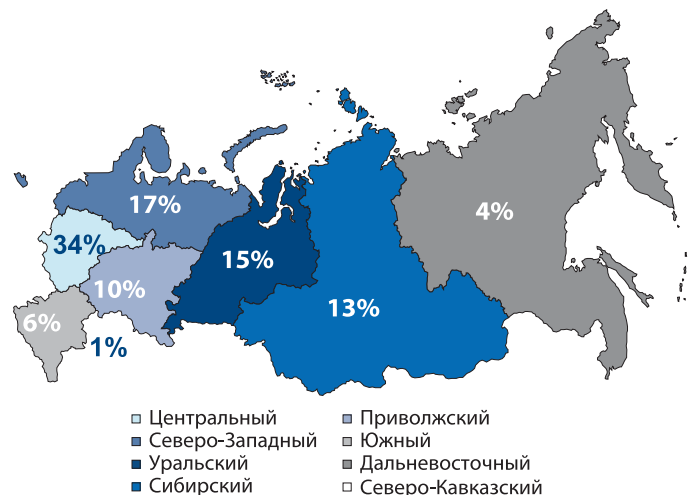 4%
17%
34%
15%
10%
13%
6%
1%
Центральный
Северо-Западный
Уральский
Сибирский
Приволжский
Южный
Дальневосточный
Северо-Кавказский